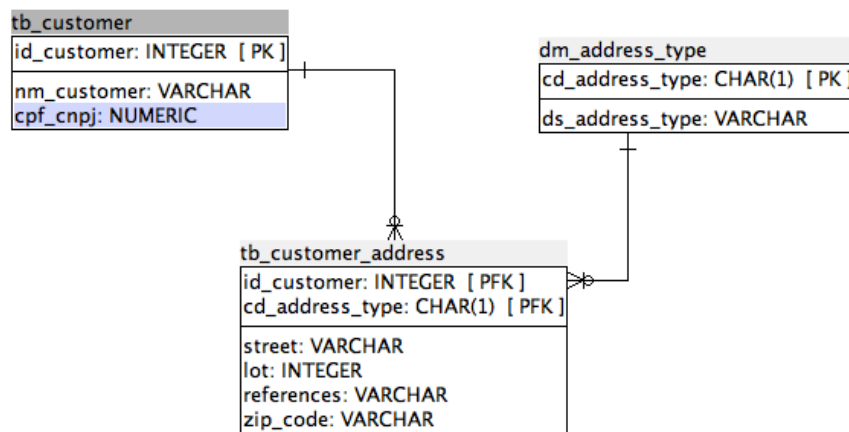 tb_customer
id_customer: INTEGER [ PK ]
nm_customer: VARCHAR
cpf_cnpj: NUMERIC
dm_address_type
cd_address_type: CHAR(1) [ PK ]
ds_address_type: VARCHAR
tb_customer_address
id_customer: INTEGER [ PFK ]
cd_address_type: CHAR(1) [ PFK ]
street: VARCHAR
lot: INTEGER
references: VARCHAR
zip_code: VARCHAR